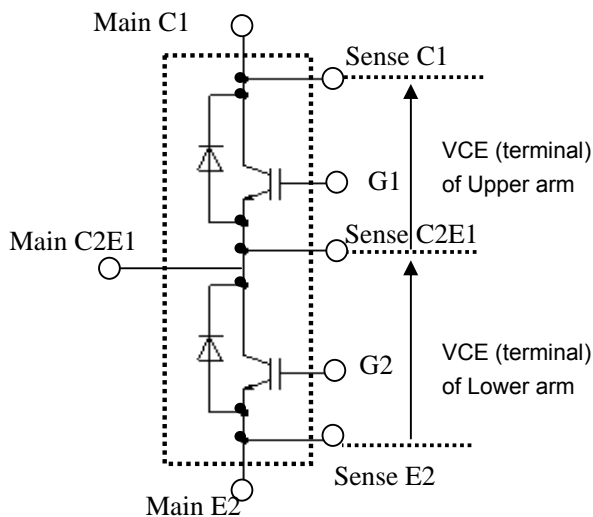 Main C1
Sense C1
VCE (terminal)
of Upper arm
G1
Sense C2E1
Main C2E1
VCE (terminal)
of Lower arm
G2
Sense E2
Main E2